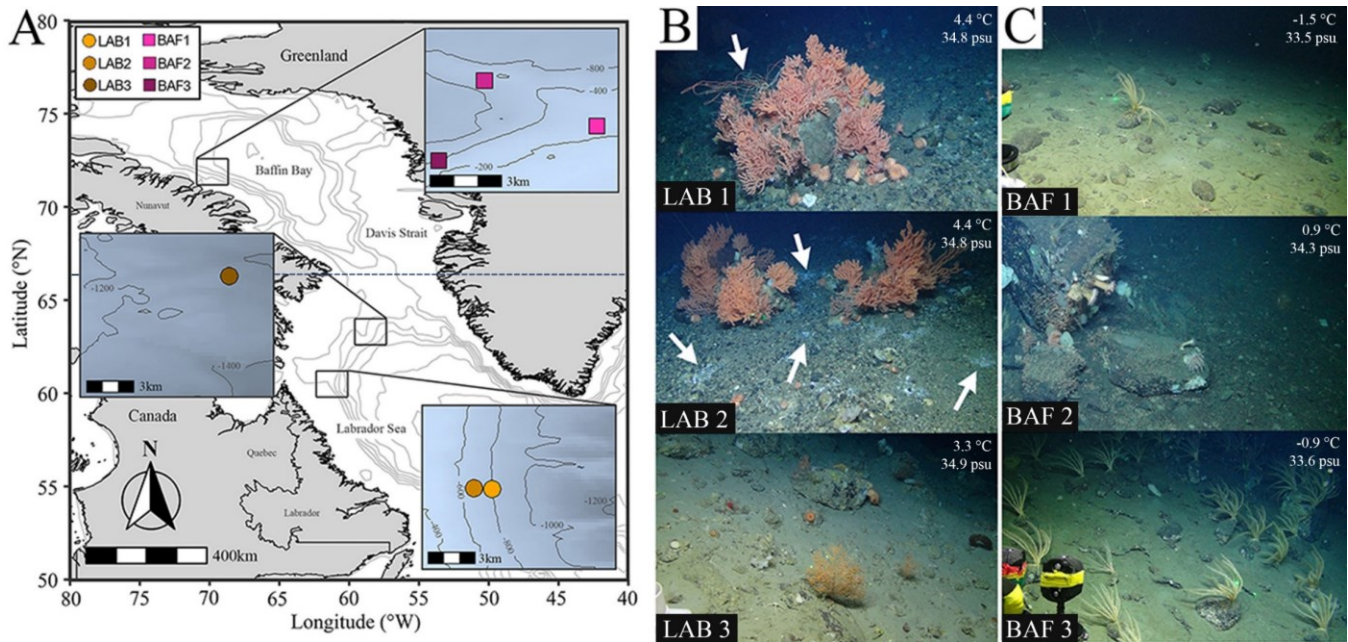 A
80
75
70
65
60
55
50
Latitude (°N)
80
70
60
50
40
Longitude (°W)
LAB1
BAF1
LAB2
BAF2
LAB3
BAF3
Greenland
Baffin Bay
Nunavut
Davis Strait
Canada
Labrador Sea
Quebec
Labrador
N
400km
-800
-400
-200
3km
-1200
-1400
3km
-600
-400
-800
-1000
-1200
3km
B
4.4 °C
34.8 psu
LAB 1
4.4 °C
34.8 psu
LAB 2
3.3 °C
34.9 psu
LAB 3
C
-1.5 °C
33.5 psu
BAF 1
0.9 °C
34.3 psu
BAF 2
-0.9 °C
33.6 psu
BAF 3